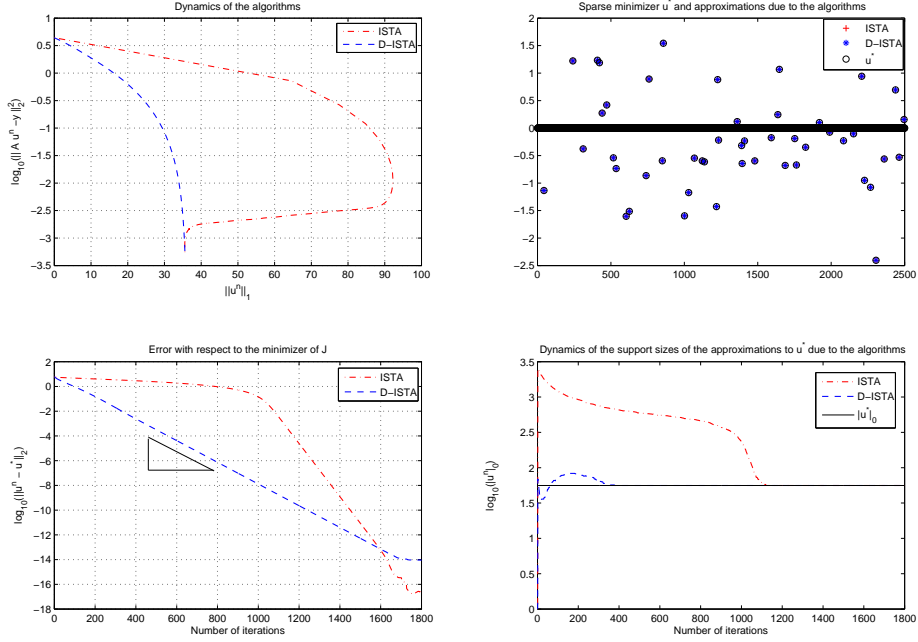 Dynamics of the algorithms
log10(|| A u^n −y ||_2^2)
1
0.5
0
−0.5
−1
−1.5
−2
−2.5
−3
−3.5
0 10 20 30 40 50 60 70 80 90 100
||u^n||_1
ISTA
D−ISTA
Sparse minimizer u^* and approximations due to the algorithms
2
1.5
1
0.5
0
−0.5
−1
−1.5
−2
−2.5
0 500 1000 1500 2000 2500
ISTA
D−ISTA
u^*
Error with respect to the minimizer of J
log10(||u^n − u^* ||_2)
2
0
−2
−4
−6
−8
−10
−12
−14
−16
−18
0 200 400 600 800 1000 1200 1400 1600 1800
Number of iterations
ISTA
D−ISTA
Dynamics of the support sizes of the approximations to u^* due to the algorithms
log10(|u^n|_0)
3.5
3
2.5
2
1.5
1
0.5
0
0 200 400 600 800 1000 1200 1400 1600 1800
Number of iterations
ISTA
D−ISTA
|u^*|_0